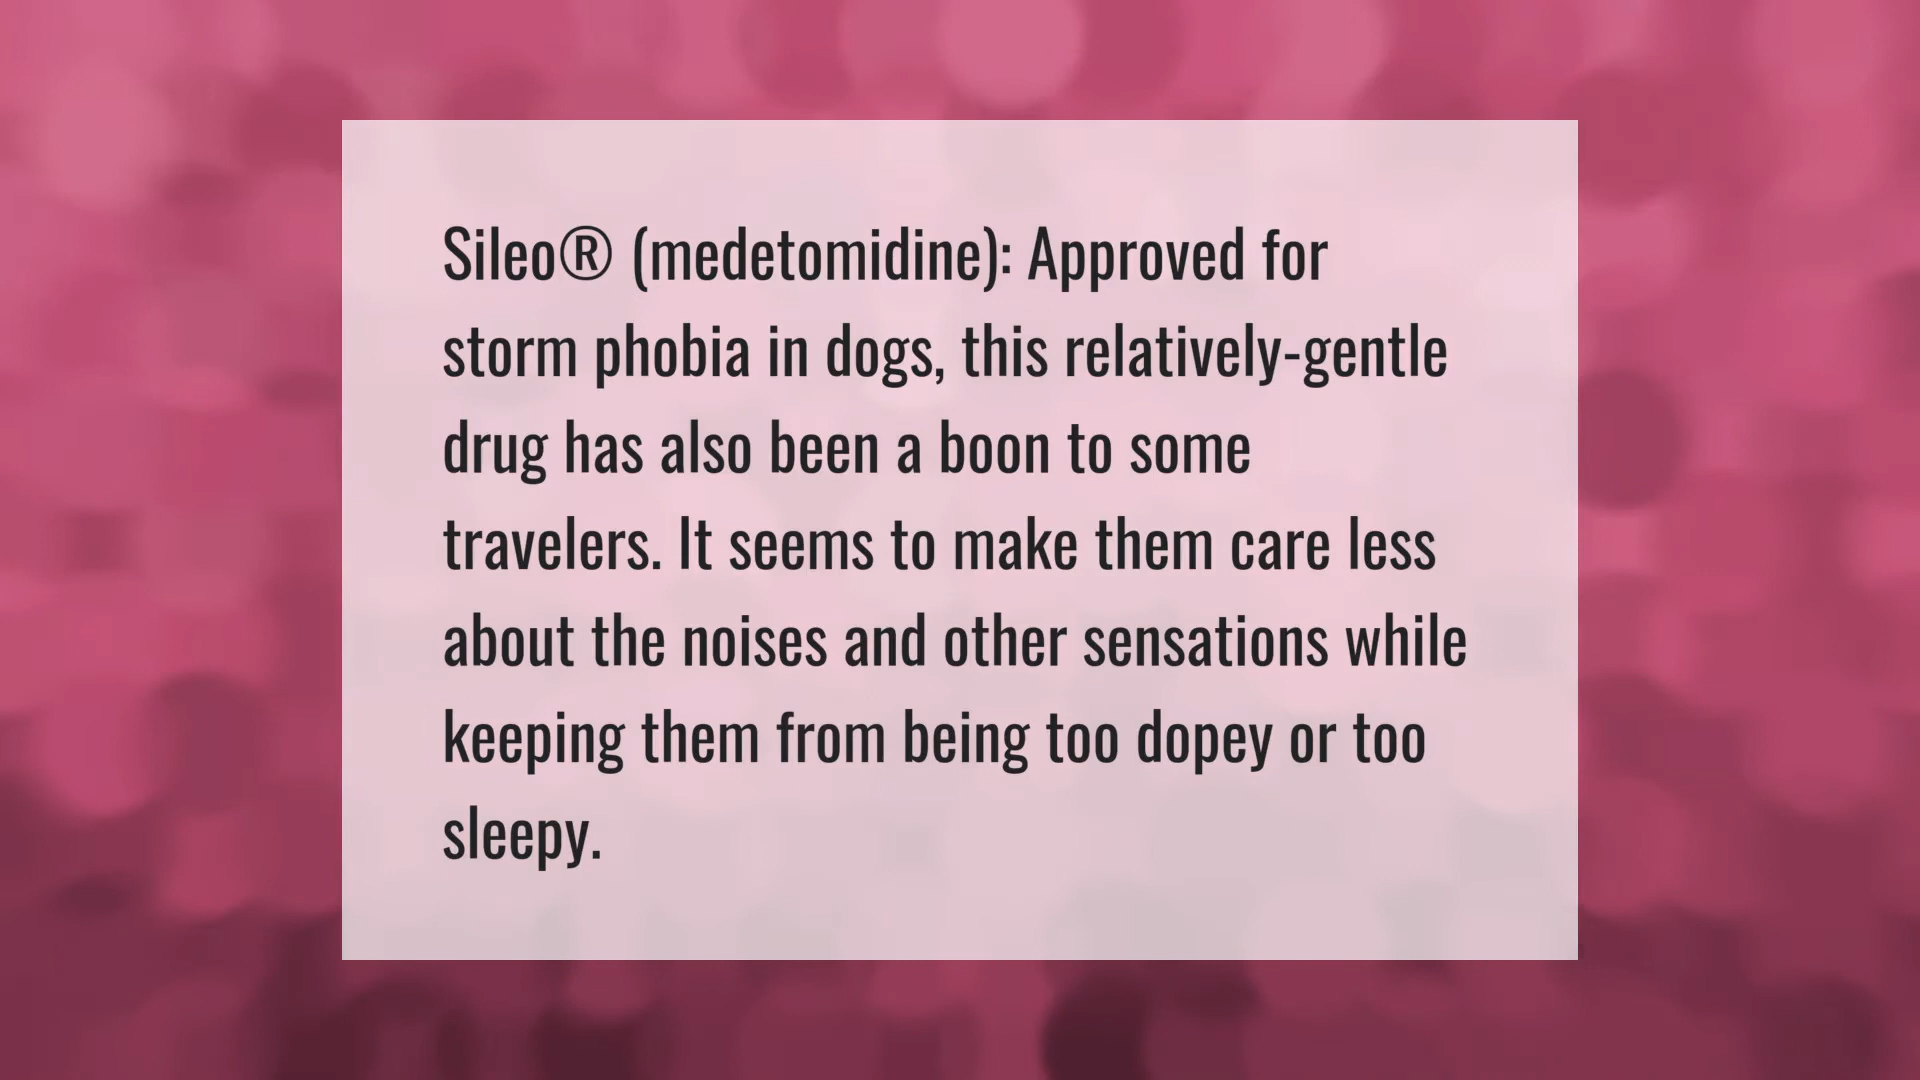 Sileo® (medetomidine): Approved for
storm phobia in dogs, this relatively-gentle
drug has also been a boon to some
travelers. It seems to make them care less
about the noises and other sensations while
keeping them from being too dopey or too
sleepy.